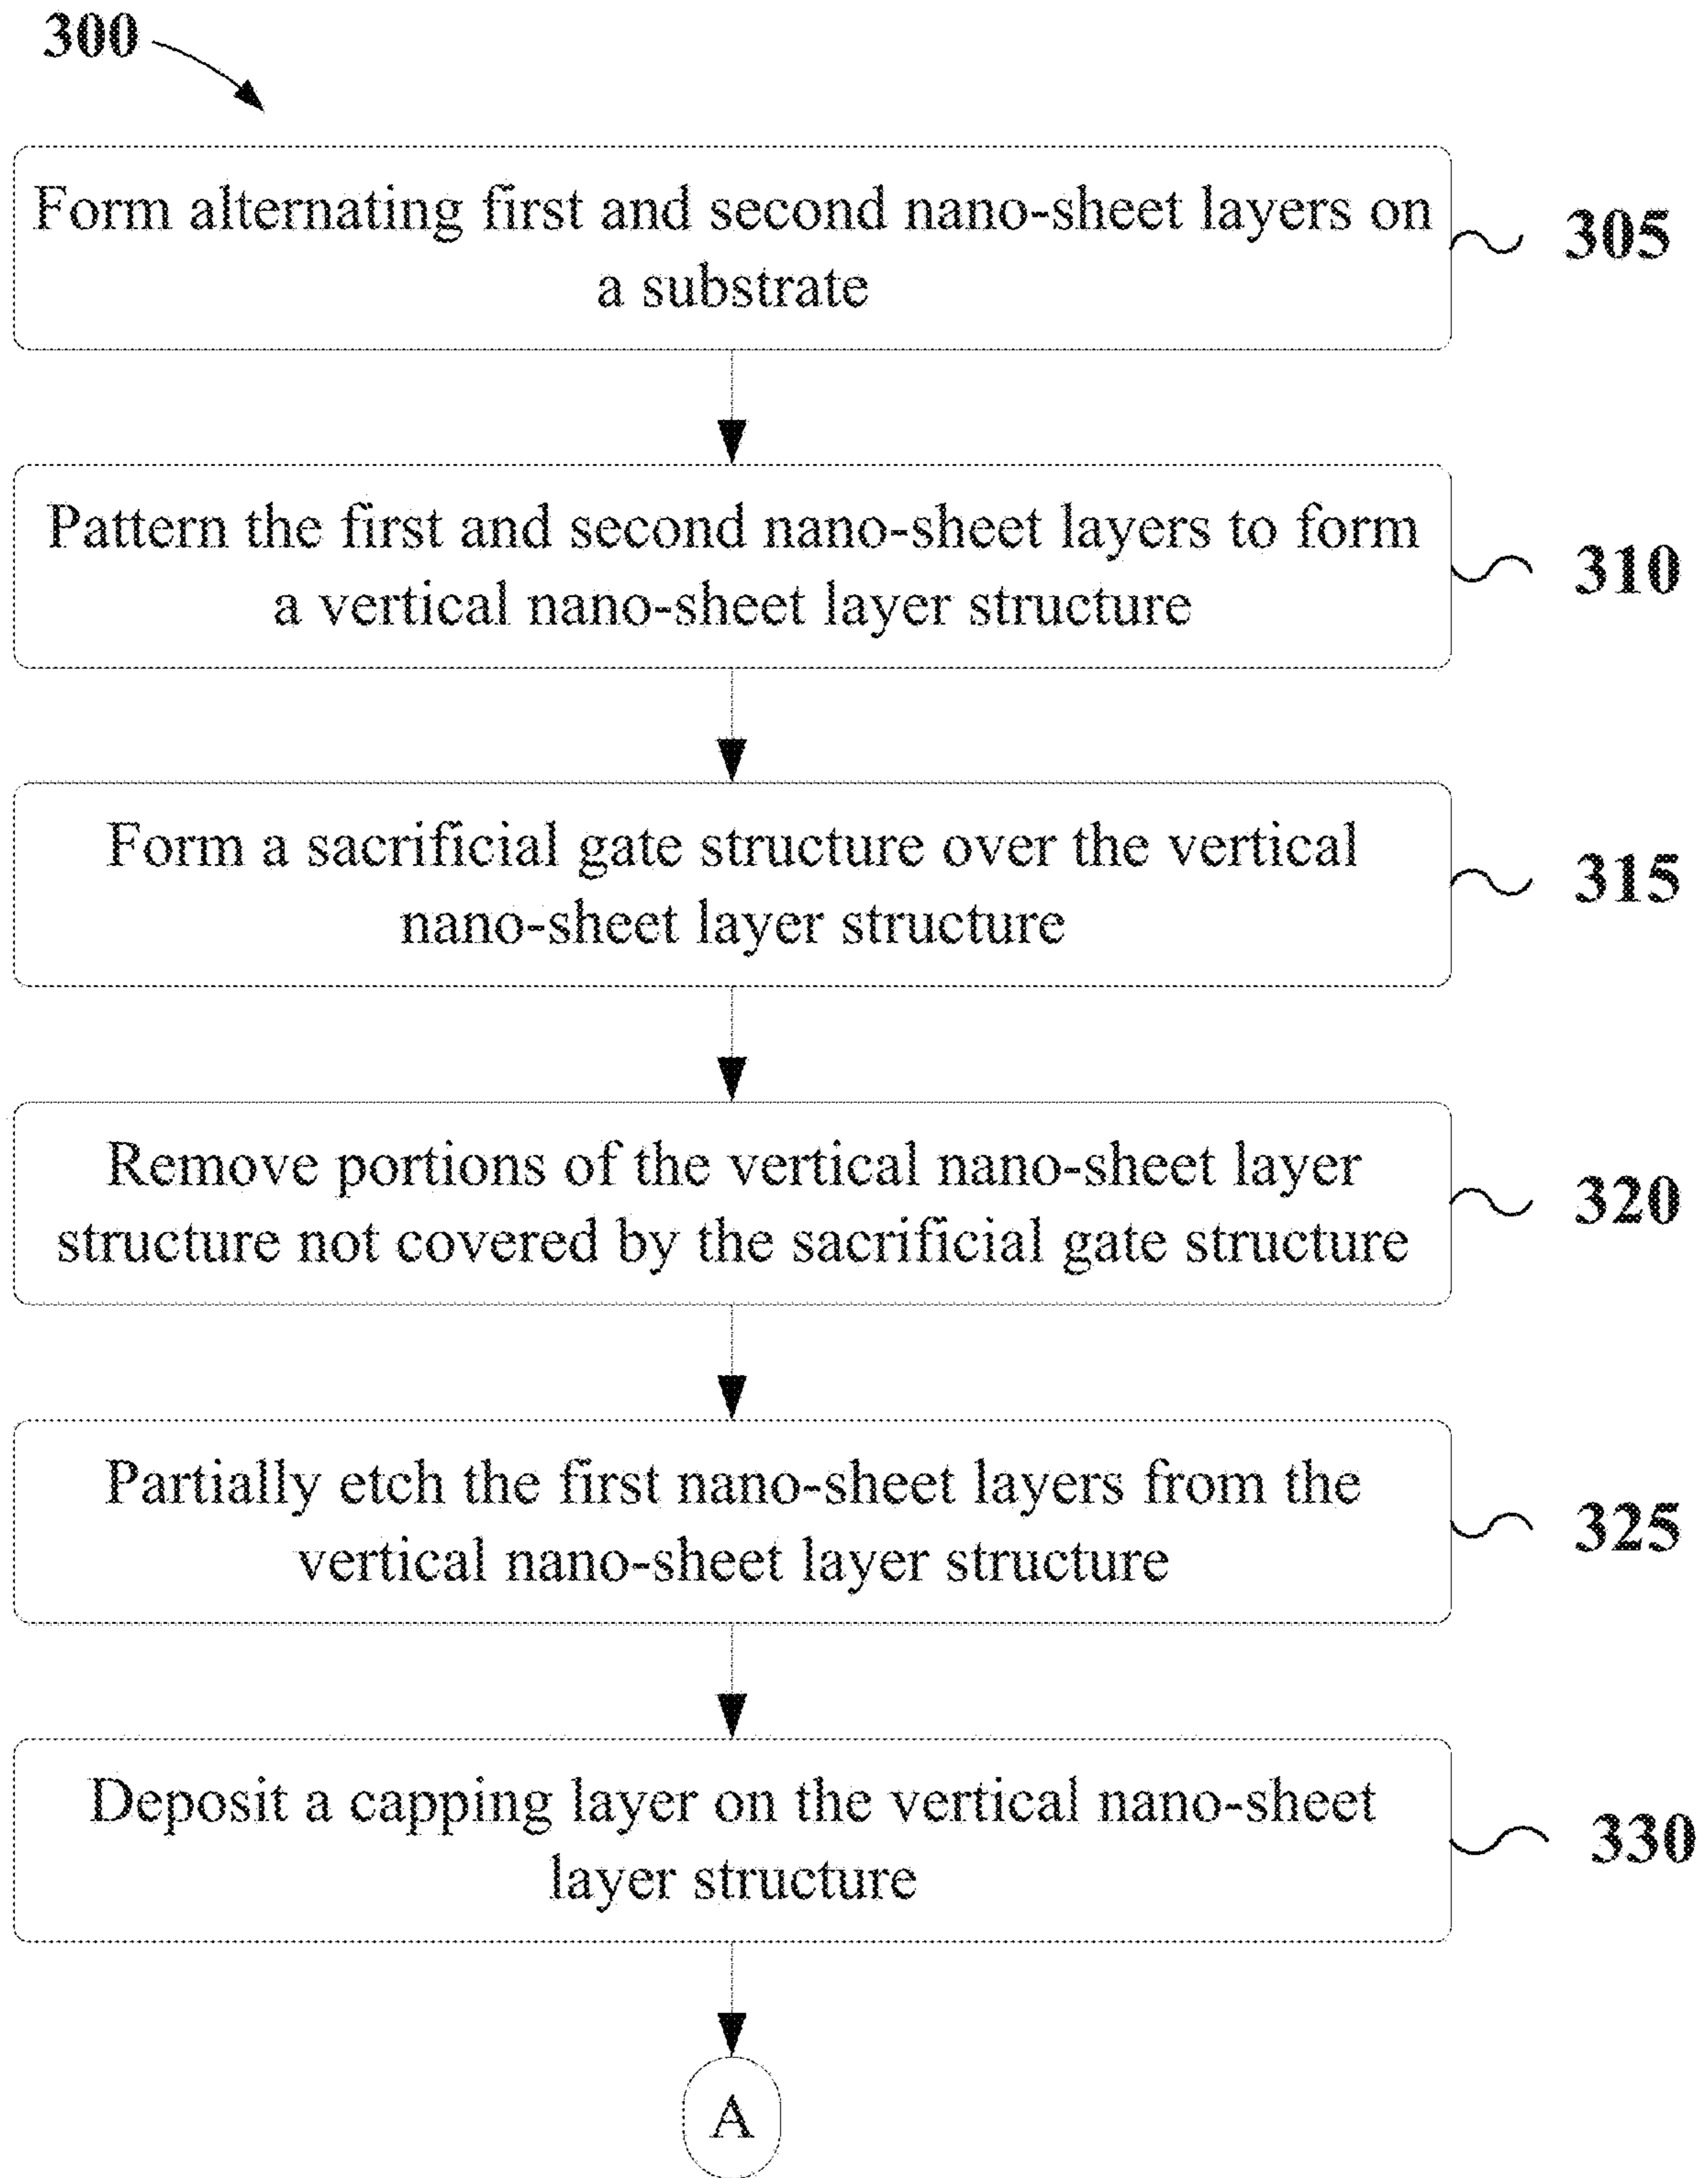 300
Form alternating first and second nano-sheet layers on
a substrate
305
Pattern the first and second nano-sheet layers to form
a vertical nano-sheet layer structure
310
Form a sacrificial gate structure over the vertical
nano-sheet layer structure
315
Remove portions of the vertical nano-sheet layer
structure not covered by the sacrificial gate structure
320
Partially etch the first nano-sheet layers from the
vertical nano-sheet layer structure
325
Deposit a capping layer on the vertical nano-sheet
layer structure
330
A